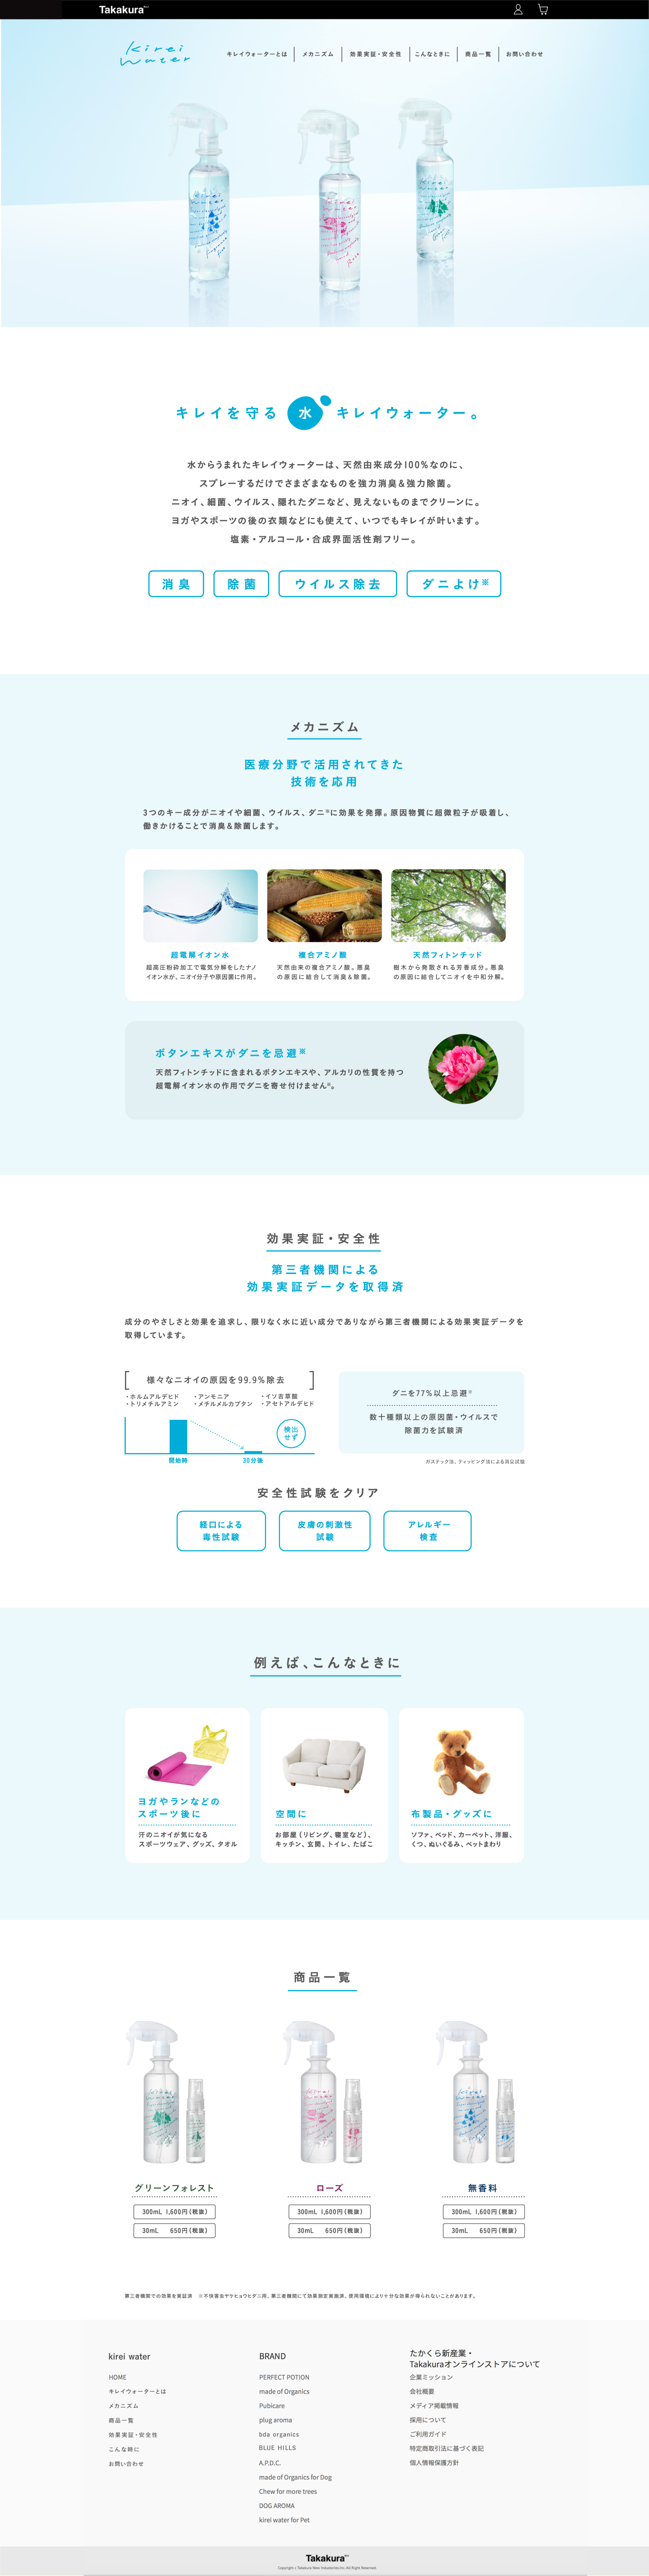 Takakura
kirei water
キレイウォーターとは
メカニズム
効果実証・安全性
こんなときに
商品一覧
お問い合わせ
キレイを守る 水 キレイウォーター。
水からうまれたキレイウォーターは、天然由来成分100%なのに、
スプレーするだけでさまざまなものを強力消臭＆強力除菌。
ニオイ、細菌、ウイルス、隠れたダニなど、見えないものまでクリーンに。
ヨガやスポーツの後の衣類などにも使えて、いつでもキレイが叶います。
塩素・アルコール・合成界面活性剤フリー。
消臭
除菌
ウイルス除去
ダニよけ※
メカニズム
医療分野で活用されてきた
技術を応用
3つのキー成分がニオイや細菌、ウイルス、ダニ※に効果を発揮。原因物質に超微粒子が吸着し、
働きかけることで消臭＆除菌します。
超電解イオン水
超高圧粉砕加工で電気分解をしたナノ
イオン水が、ニオイ分子や原因菌に作用。
複合アミノ酸
天然由来の複合アミノ酸。悪臭
の原因に結合して消臭＆除菌。
天然フィトンチッド
樹木から発散される芳香成分。悪臭
の原因に結合してニオイを中和分解。
ボタンエキスがダニを忌避※
天然フィトンチッドに含まれるボタンエキスや、アルカリの性質を持つ
超電解イオン水の作用でダニを寄せ付けません※。
効果実証・安全性
第三者機関による
効果実証データを取得済
成分のやさしさと効果を追求し、限りなく水に近い成分でありながら第三者機関による効果実証データを
取得しています。
様々なニオイの原因を99.9%除去
・ホルムアルデヒド
・トリメチルアミン
・アンモニア
・メチルメルカプタン
・イソ吉草酸
・アセトアルデヒド
検出
せず
開始時
30分後
ダニを77%以上忌避※
数十種類以上の原因菌・ウイルスで
除菌力を試験済
安全性試験をクリア
経口による
毒性試験
皮膚の刺激性
試験
アレルギー
検査
例えば、こんなときに
ヨガやランなどの
スポーツ後に
汗のニオイが気になる
スポーツウェア、グッズ、タオル
空間に
お部屋（リビング、寝室など）、
キッチン、玄関、トイレ、たばこ
布製品・グッズに
ソファ、ベッド、カーペット、洋服、
くつ、ぬいぐるみ、ペットまわり
商品一覧
グリーンフォレスト
300mL 1,600円（税抜）
30mL 650円（税抜）
ローズ
300mL 1,600円（税抜）
30mL 650円（税抜）
無香料
300mL 1,600円（税抜）
30mL 650円（税抜）
第三者機関での効果を実証済 ※不快害虫ヤケヒョウヒダニ用。第三者機関にて効果測定実施済。使用環境により十分な効果が得られないことがあります。
kirei water
HOME
キレイウォーターとは
メカニズム
商品一覧
効果実証・安全性
こんな時に
お問い合わせ
BRAND
PERFECT POTION
made of Organics
Pubicare
plug aroma
bda organics
BLUE HILLS
A.P.D.C.
made of Organics for Dog
Chew for more trees
DOG AROMA
kirei water for Pet
たかくら新産業・
Takakuraオンラインストアについて
企業ミッション
会社概要
メディア掲載情報
採用について
ご利用ガイド
特定商取引法に基づく表記
個人情報保護方針
Takakura
Copyright c Takakura New Industories Inc. All Right Reserved.